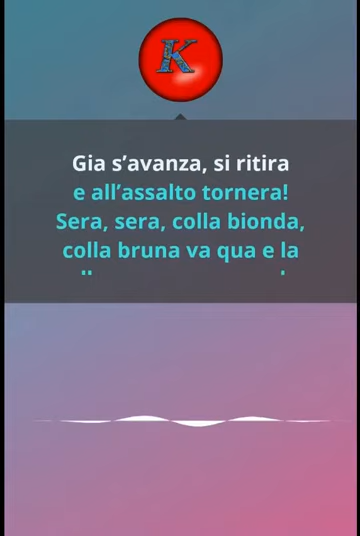 K
Gia s’avanza, si ritira
e all’assalto tornera!
Sera, sera, colla bionda,
colla bruna va qua e la